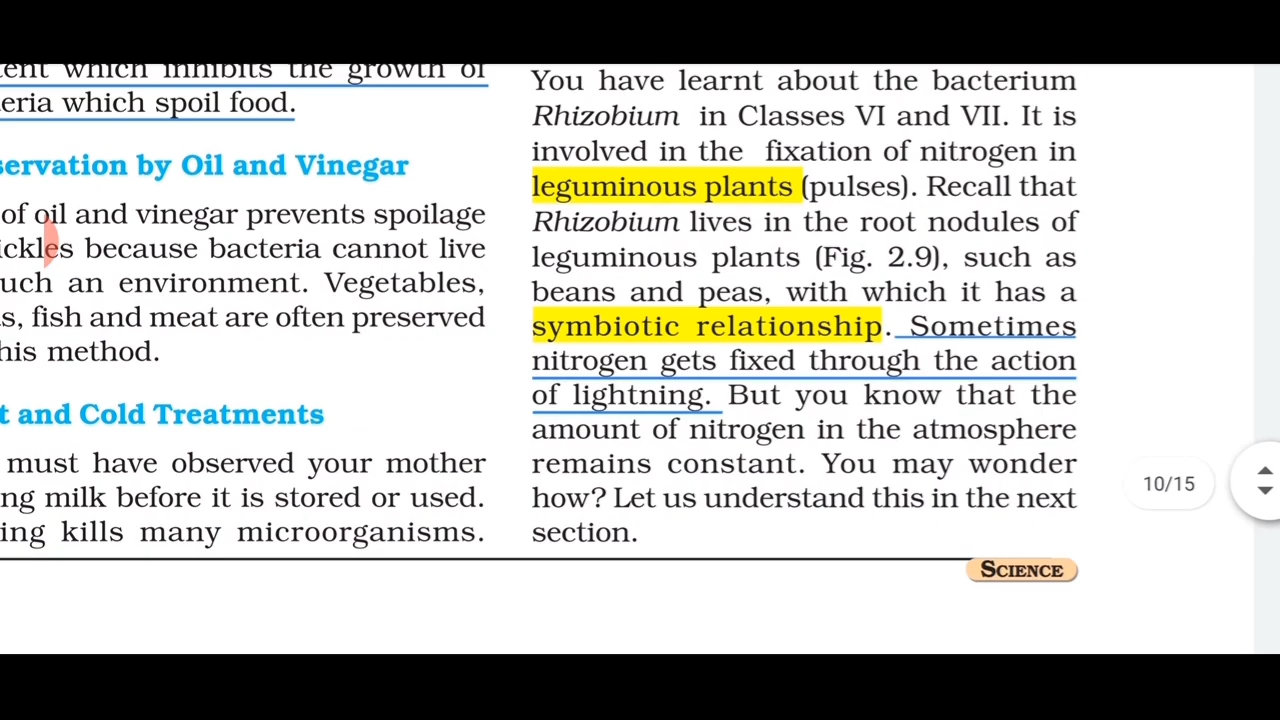 tent which inhibits the growth of
eria which spoil food.
servation by Oil and Vinegar
of oil and vinegar prevents spoilage
ickles because bacteria cannot live
uch an environment. Vegetables,
s, fish and meat are often preserved
his method.
t and Cold Treatments
must have observed your mother
ng milk before it is stored or used.
ing kills many microorganisms.
You have learnt about the bacterium
Rhizobium in Classes VI and VII. It is
involved in the fixation of nitrogen in
leguminous plants (pulses). Recall that
Rhizobium lives in the root nodules of
leguminous plants (Fig. 2.9), such as
beans and peas, with which it has a
symbiotic relationship. Sometimes
nitrogen gets fixed through the action
of lightning. But you know that the
amount of nitrogen in the atmosphere
remains constant. You may wonder
how? Let us understand this in the next
section.
SCIENCE
10/15